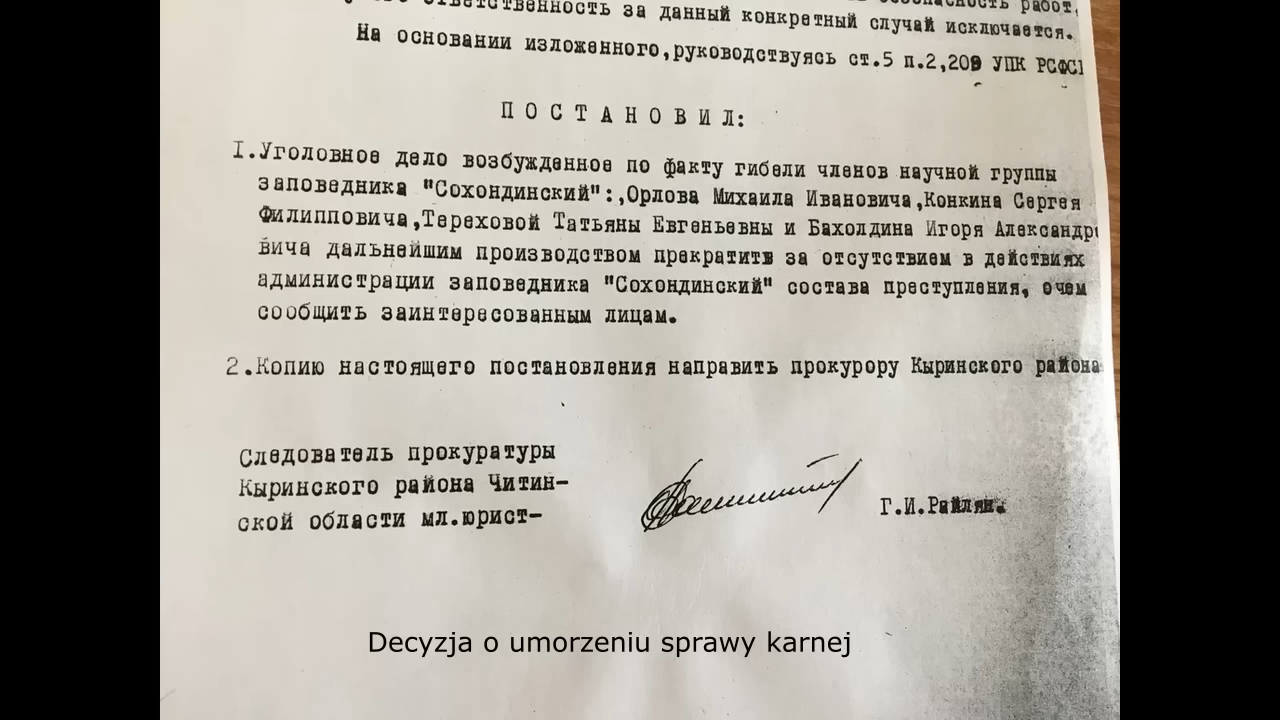 ответственность за данный конкретный случай исключается.
На основании изложенного,руководствуясь ст.5 п.2,209 УПК РСФСР
ПОСТАНОВИЛ:
I.Уголовное дело возбужденное по факту гибели членов научной группы
заповедника "Сохондинский":,Орлова Михаила Ивановича,Конкина Сергея
Филипповича,Тереховой Татьяны Евгеньевны и Бахолдина Игоря Александро
вича дальнейшим производством прекратить за отсутствием в действиях
администрации заповедника "Сохондинский" состава преступления, очем
сообщить заинтересованным лицам.
2.Копию настоящего постановления направить прокурору Кыринского района
Следователь прокуратуры
Кыринского района Читин-
ской области мл.юрист-
Г.И.Райлян.
Decyzja o umorzeniu sprawy karnej